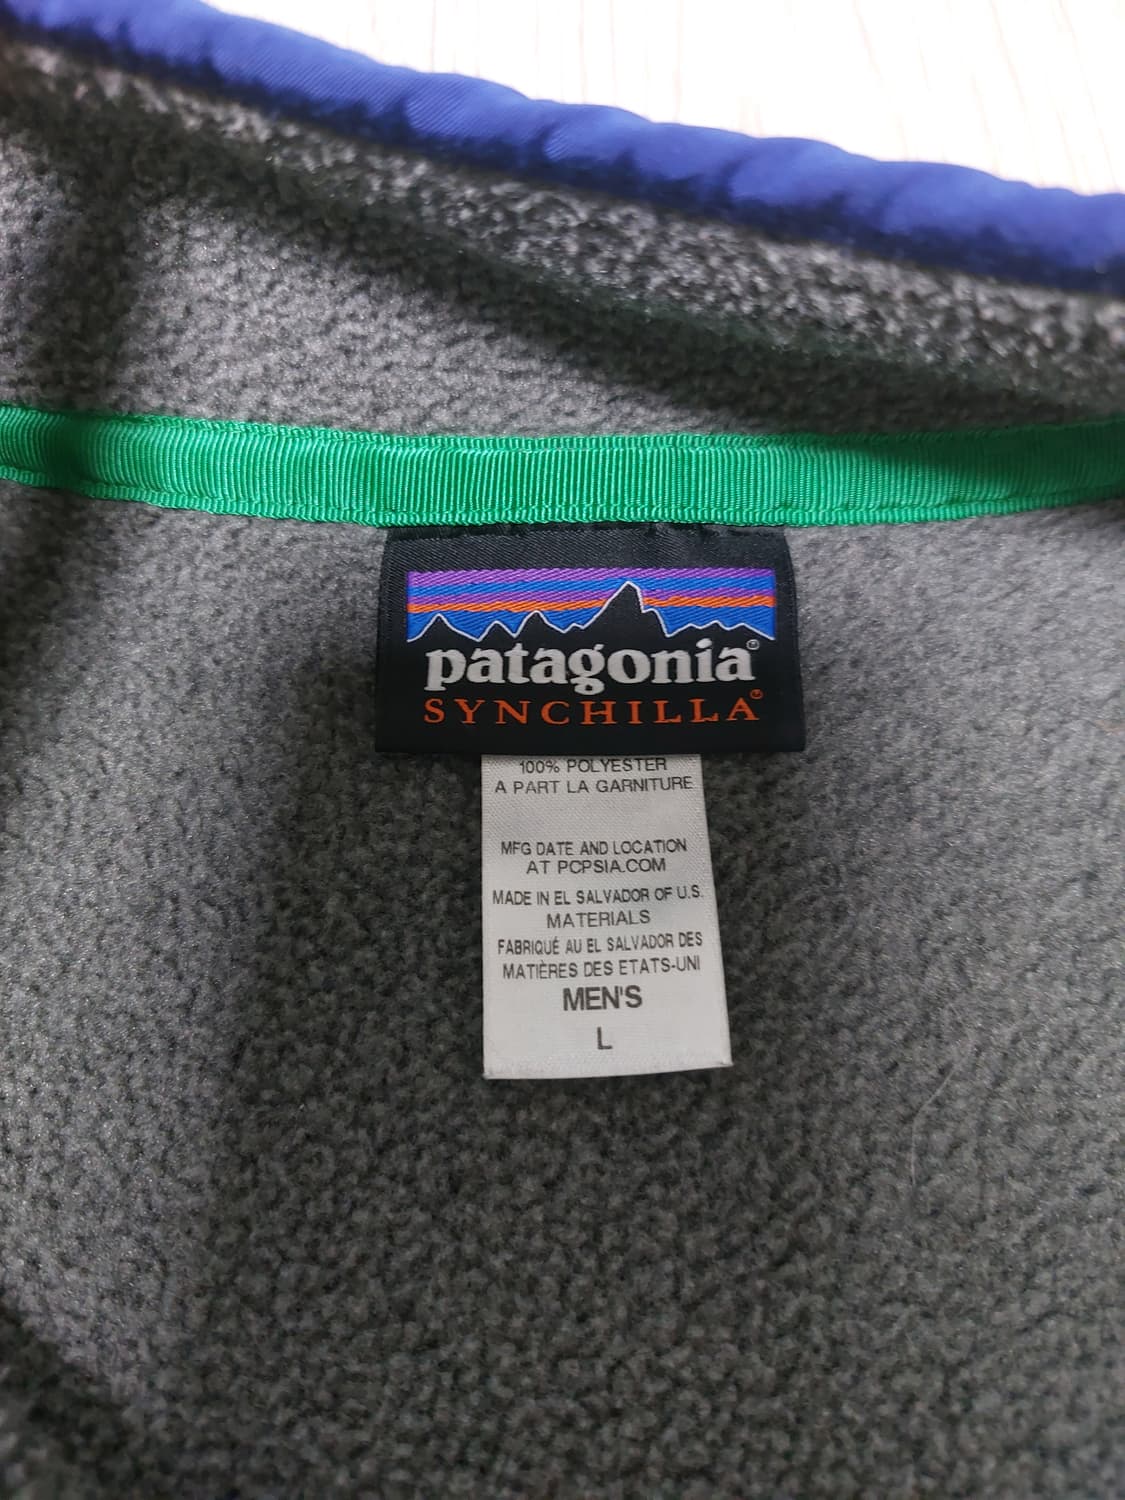 patagonia®
SYNCHILLA®
100% POLYESTER
A PART LA GARNITURE
MFG DATE AND LOCATION
AT PCPSIA.COM
MADE IN EL SALVADOR OF U.S.
MATERIALS
FABRIQUÉ AU EL SALVADOR DES
MATIÈRES DES ETATS-UNI
MEN'S
L